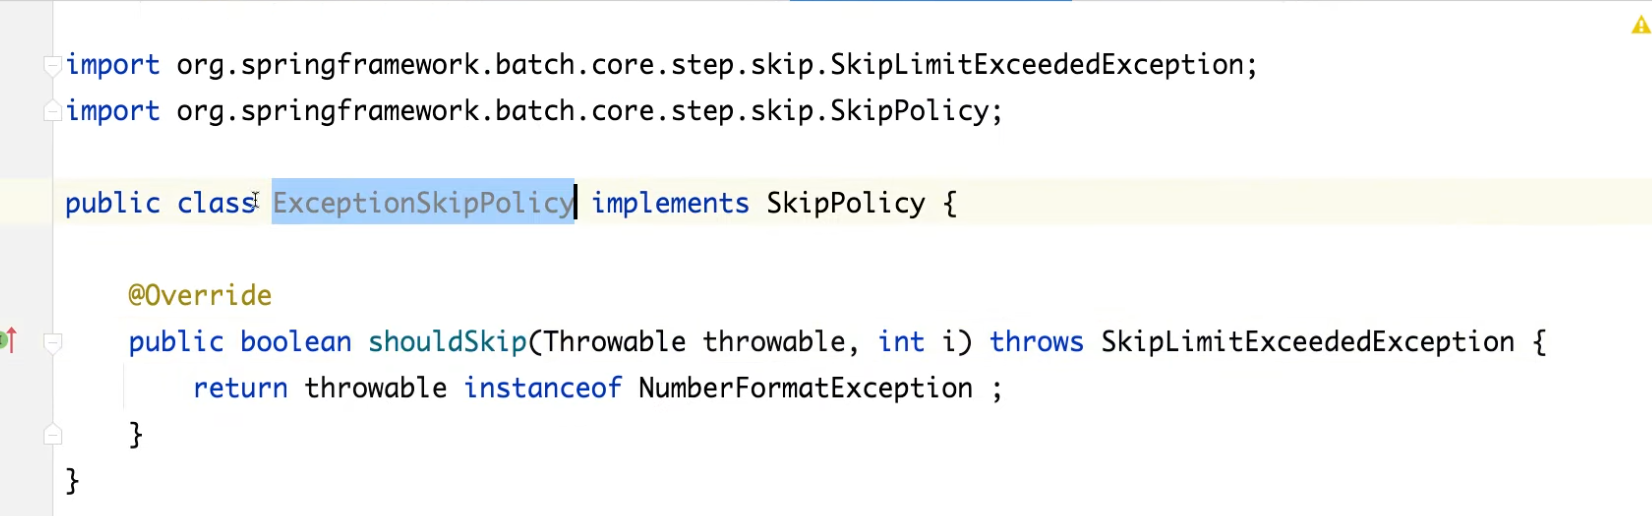 import org.springframework.batch.core.step.skip.SkipLimitExceededException;
import org.springframework.batch.core.step.skip.SkipPolicy;
public class ExceptionSkipPolicy implements SkipPolicy {
@Override
public boolean shouldSkip(Throwable throwable, int i) throws SkipLimitExceededException {
return throwable instanceof NumberFormatException ;
}
}